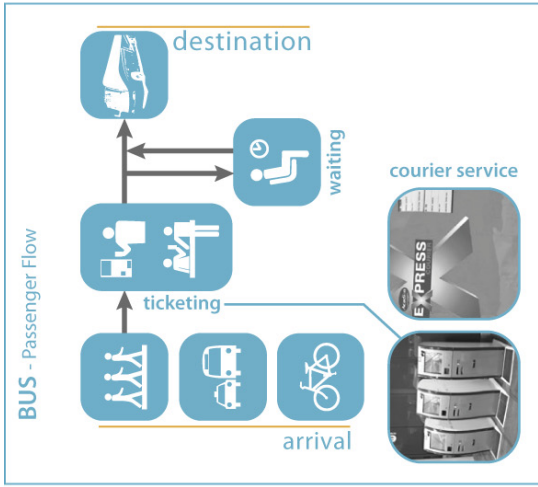 destination
waiting
courier service
EXPRESS
BUS - Passenger Flow
ticketing
arrival